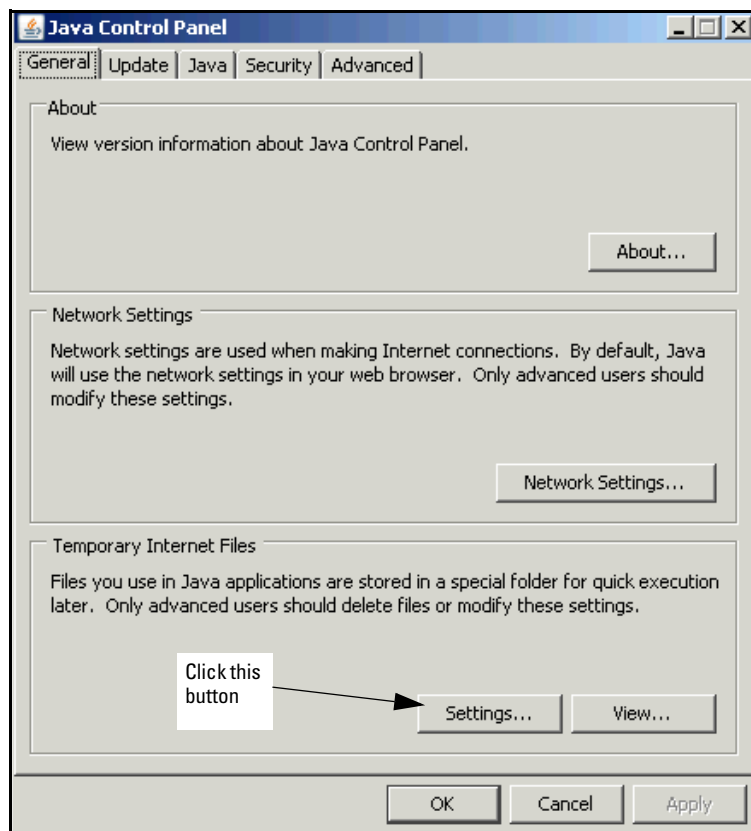 Java Control Panel
General Update Java Security Advanced
About
View version information about Java Control Panel.
About...
Network Settings
Network settings are used when making Internet connections. By default, Java
will use the network settings in your web browser. Only advanced users should
modify these settings.
Network Settings...
Temporary Internet Files
Files you use in Java applications are stored in a special folder for quick execution
later. Only advanced users should delete files or modify these settings.
Click this
button
Settings... View...
OK Cancel Apply